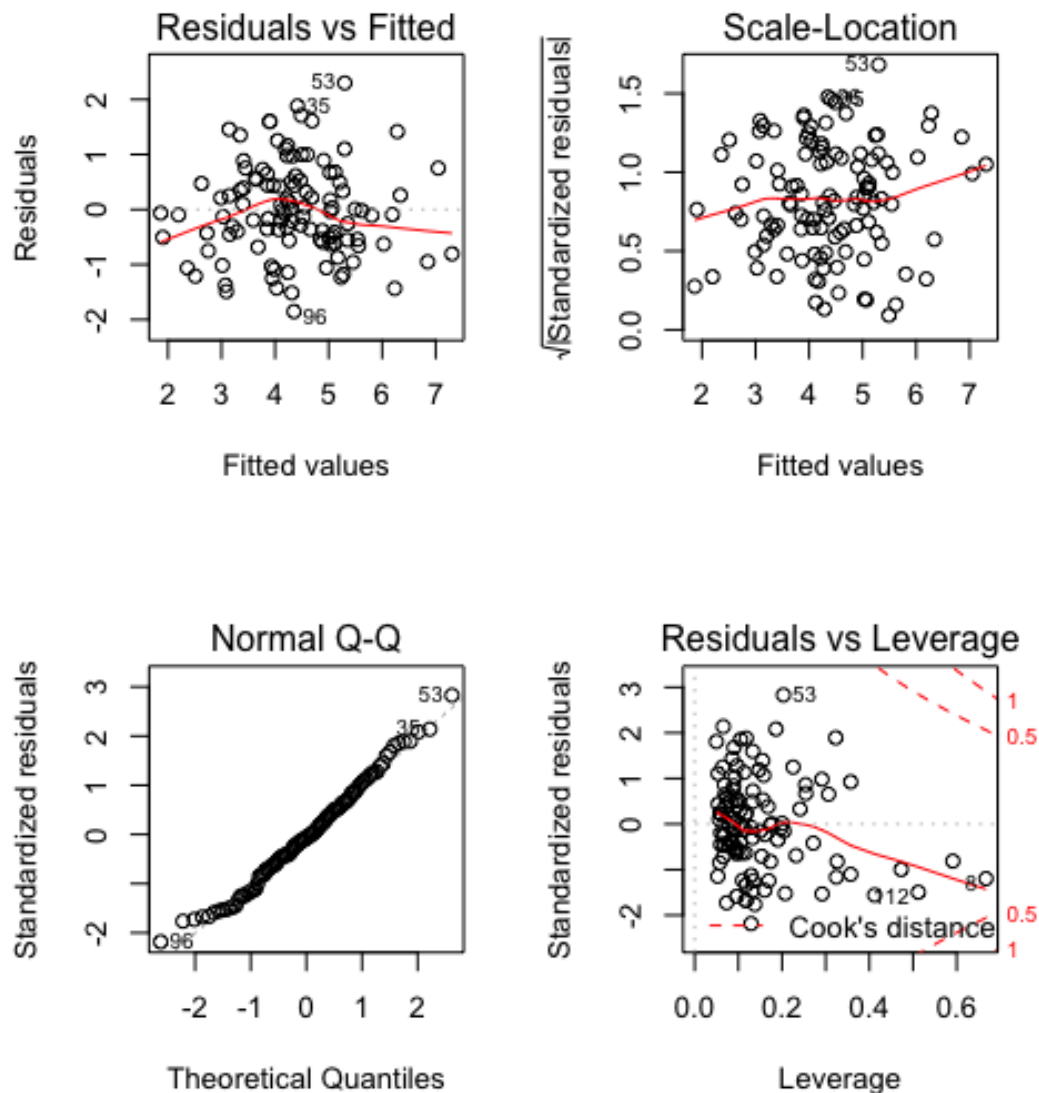 Residuals vs Fitted
Residuals
2
1
0
-1
-2
53
35
96
2 3 4 5 6 7
Fitted values
Scale-Location
√|Standardized residuals|
1.5
1.0
0.5
0.0
53
2 3 4 5 6 7
Fitted values
Normal Q-Q
Standardized residuals
3
2
1
0
-2
53
35
96
-2 -1 0 1 2
Theoretical Quantiles
Residuals vs Leverage
Standardized residuals
3
2
1
0
-2
53
112
8
1
0.5
0.5
1
Cook's distance
0.0 0.2 0.4 0.6
Leverage